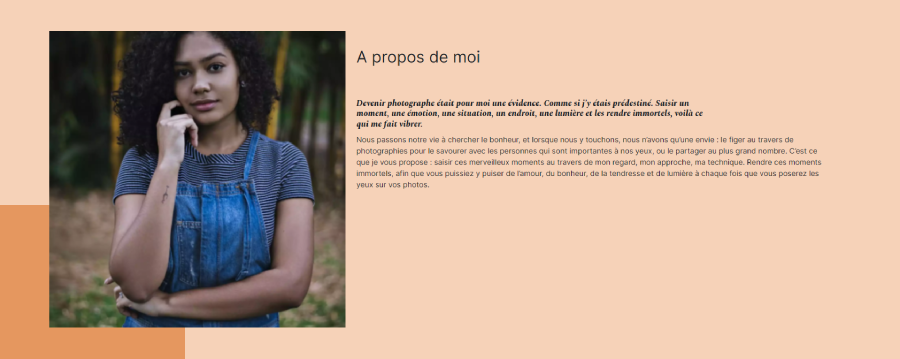 A propos de moi
Devenir photographe était pour moi une évidence. Comme si j'y étais prédestiné. Saisir un
moment, une émotion, une situation, un endroit, une lumière et les rendre immortels, voilà ce
qui me fait vibrer.
Nous passons notre vie à chercher le bonheur, et lorsque nous y touchons, nous n'avons qu'une envie : le figer au travers de
photographies pour le savourer avec les personnes qui sont importantes à nos yeux, ou le partager au plus grand nombre. C'est ce
que je vous propose : saisir ces merveilleux moments au travers de mon regard, mon approche, ma technique. Rendre ces moments
immortels, afin que vous puissiez y puiser de l'amour, du bonheur, de la tendresse et de lumière à chaque fois que vous poserez les
yeux sur vos photos.